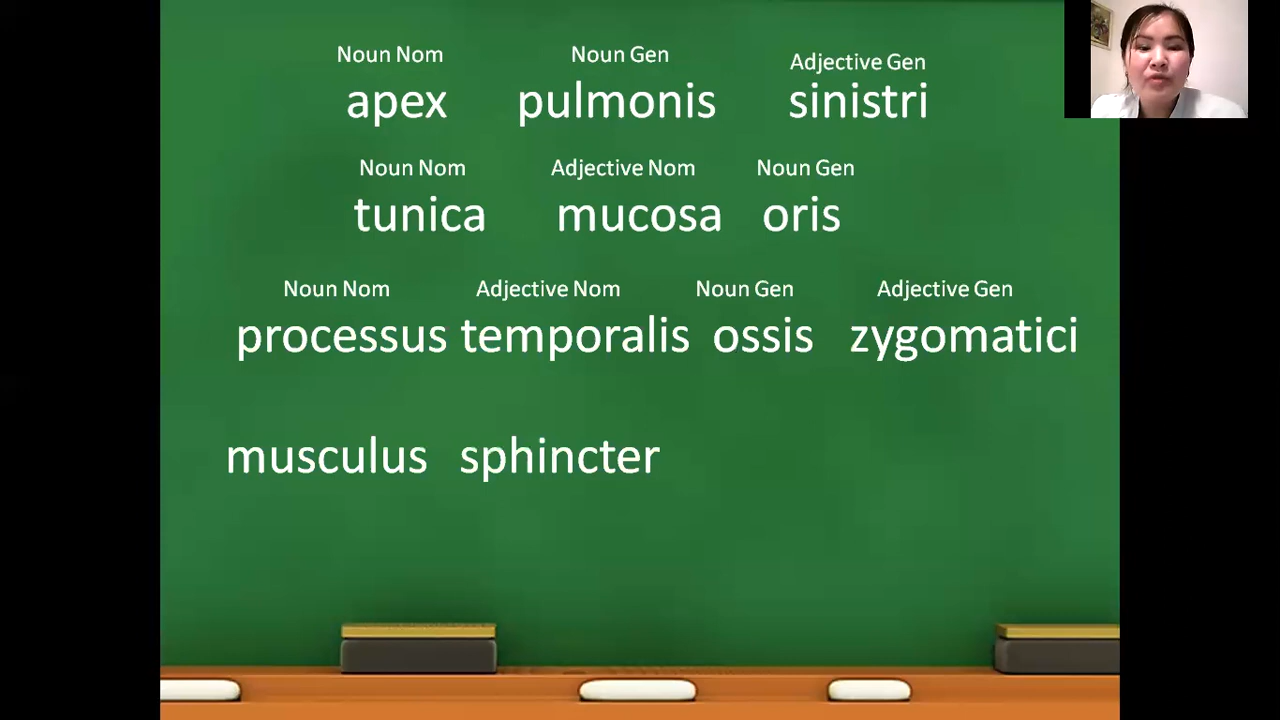 Noun Nom Noun Gen Adjective Gen
apex pulmonis sinistri
Noun Nom Adjective Nom Noun Gen
tunica mucosa oris
Noun Nom Adjective Nom Noun Gen Adjective Gen
processus temporalis ossis zygomatici
musculus sphincter